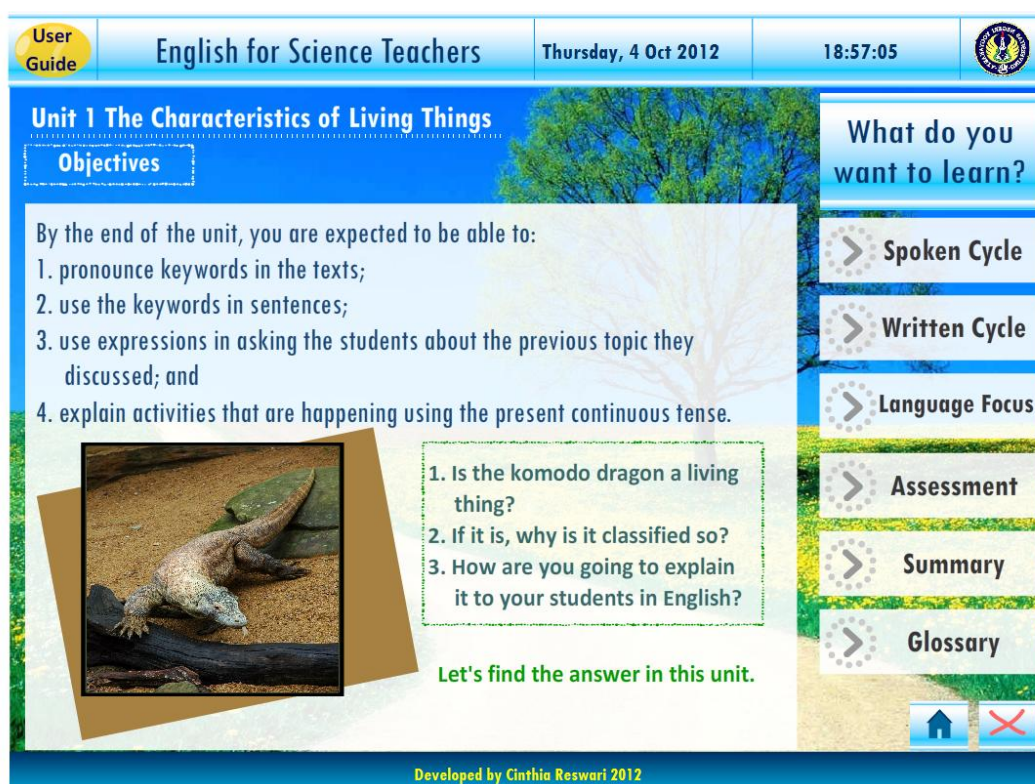 User
Guide
English for Science Teachers
Thursday, 4 Oct 2012
18:57:05
Unit 1 The Characteristics of Living Things
Objectives
By the end of the unit, you are expected to be able to:
1. pronounce keywords in the texts;
2. use the keywords in sentences;
3. use expressions in asking the students about the previous topic they
discussed; and
4. explain activities that are happening using the present continuous tense.
1. Is the komodo dragon a living
thing?
2. If it is, why is it classified so?
3. How are you going to explain
it to your students in English?
Let's find the answer in this unit.
What do you
want to learn?
Spoken Cycle
Written Cycle
Language Focus
Assessment
Summary
Glossary
Developed by Cinthia Reswari 2012